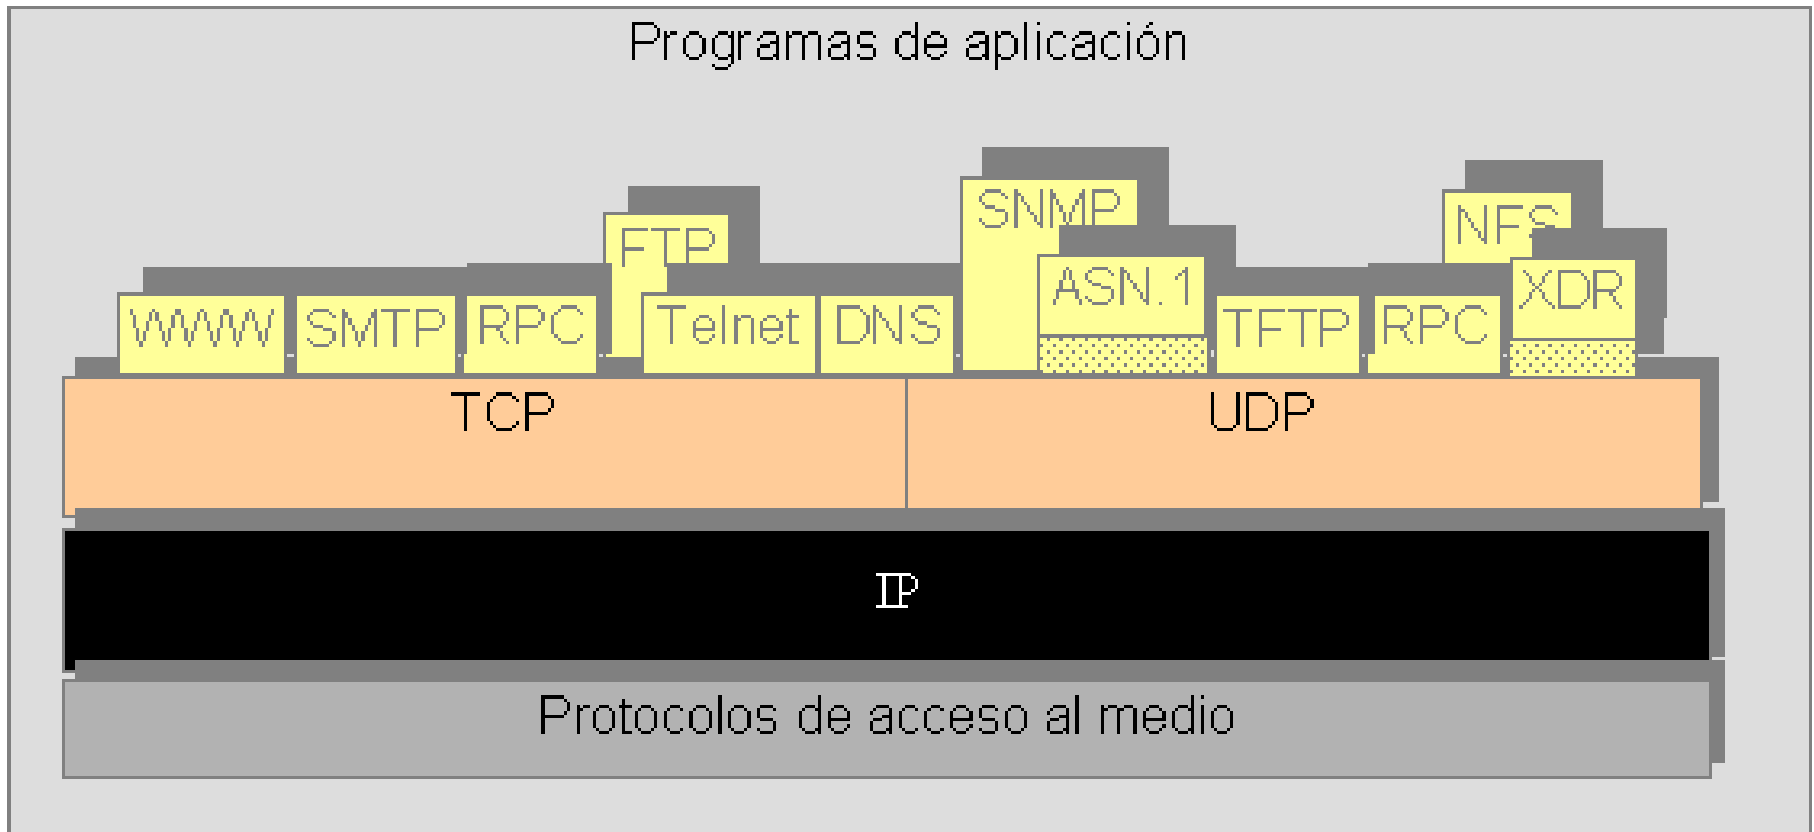 Programas de aplicación
SNMP
NFS
FTP
ASN.1
XDR
WWW
SMTP
RPC
Telnet
DNS
TFTP
RPC
TCP
UDP
IP
Protocolos de acceso al medio